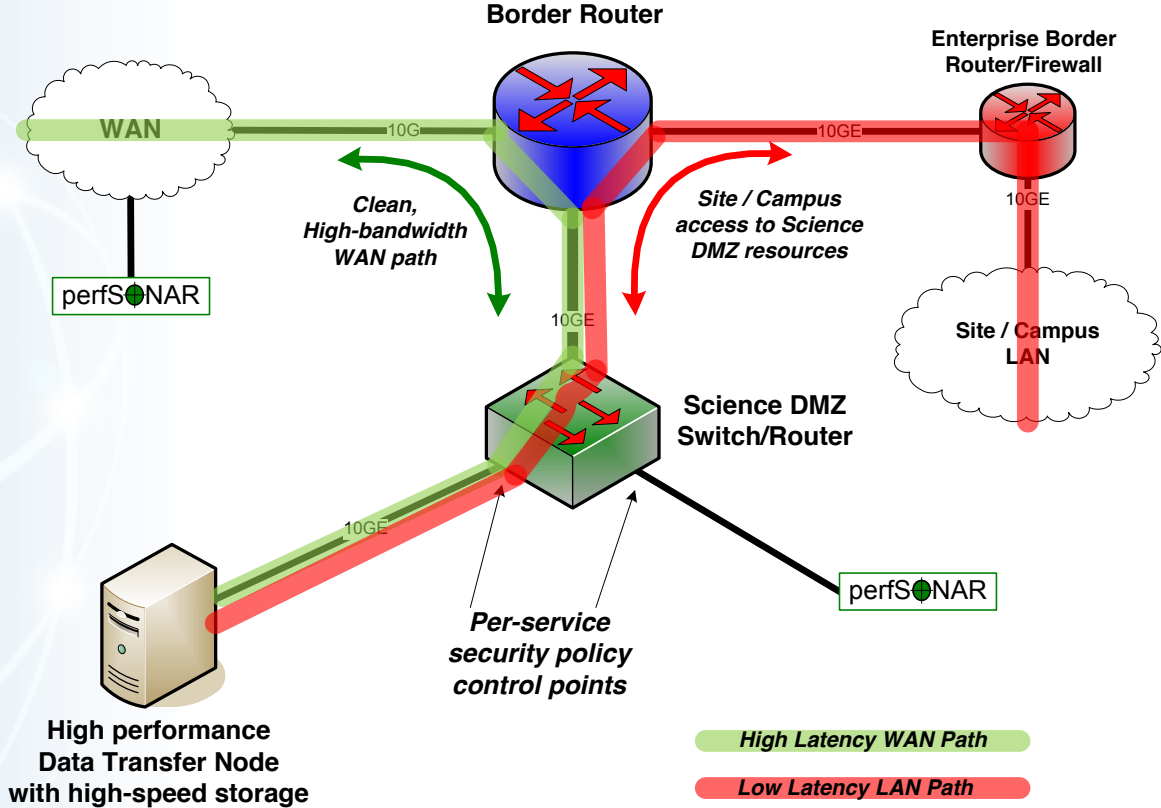 Border Router
Enterprise Border
Router/Firewall
WAN
10G
10GE
10GE
Clean,
High-bandwidth
WAN path
Site / Campus
access to Science
DMZ resources
perfSONAR
10GE
Site / Campus
LAN
Science DMZ
Switch/Router
10GE
perfSONAR
Per-service
security policy
control points
High performance
Data Transfer Node
with high-speed storage
High Latency WAN Path
Low Latency LAN Path